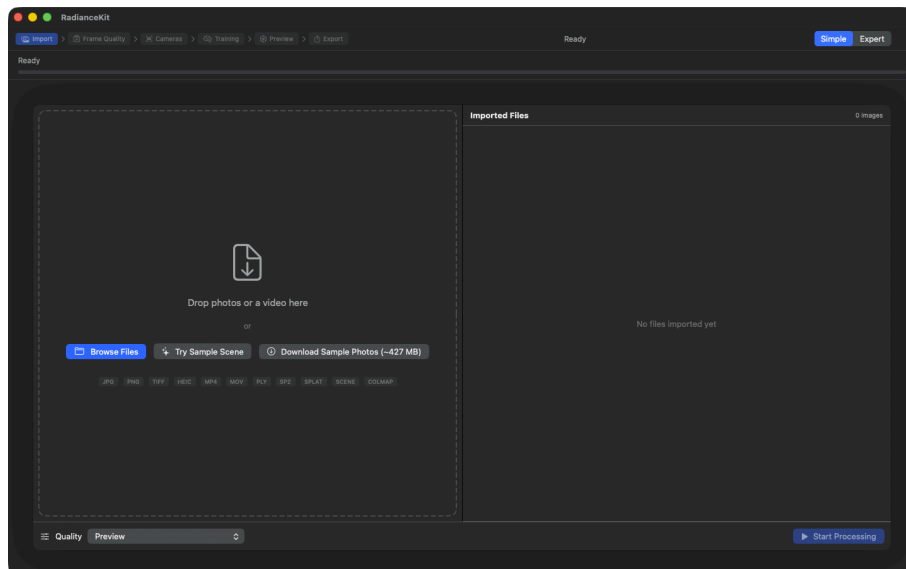 RadianceKit
Import > Frame Quality > Cameras > Training > Preview > Export
Ready
Simple Expert
Ready
Drop photos or a video here
or
Browse Files
Try Sample Scene
Download Sample Photos (~427 MB)
JPG PNG TIFF HEIC MP4 MOV PLY SPZ SPLAT SCENE COLMAP
Imported Files
0 images
No files imported yet
Quality Preview
Start Processing